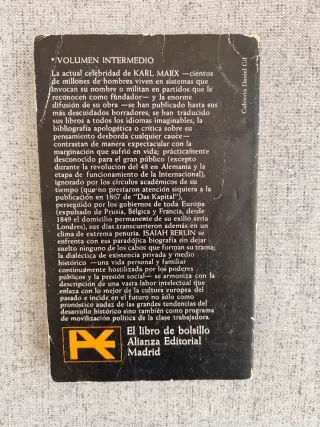 * VOLUMEN INTERMEDIO
La actual celebridad de KARL MARX —cientos
de millones de hombres viven en sistemas que
invocan su nombre o militan en partidos que le
reconocen como fundador— y la enorme
difusión de su obra —se han publicado hasta sus
más descuidados borradores, se han traducido
sus libros a todos los idiomas imaginables, la
bibliografía apologética o crítica sobre su
pensamiento desborda cualquier cauce—
contrastan de manera espectacular con la
marginación que sufrió en vida; prácticamente
desconocido para el gran público (excepto
durante la revolución del 48 en Alemania y la
etapa de funcionamiento de la Internacional),
ignorado por los círculos académicos de su
tiempo (que no prestaron atención siquiera a la
publicación en 1867 de "Das Kapital"),
perseguido por los gobiernos de toda Europa
(expulsado de Prusia, Bélgica y Francia, desde
1849 el domicilio permanente de su exilio sería
Londres), sus días transcurrieron además en un
clima de extrema penuria. ISAIAH BERLIN se
enfrenta con esa paradójica biografía sin dejar
suelto ninguno de los cabos que forman su trama;
la dialéctica de existencia privada y medio
histórico —una vida personal y familiar
continuamente hostilizada por los poderes
públicos y la presión social— se armoniza con la
descripción de una vasta labor intelectual que
enlaza con lo mejor de la cultura europea del
pasado e incide en el futuro no sólo como
pronóstico audaz de las grandes tendencias del
desarrollo histórico sino también como programa
de movilización política de la clase trabajadora.
El libro de bolsillo
Alianza Editorial
Madrid
Cubierta Daniel Gil